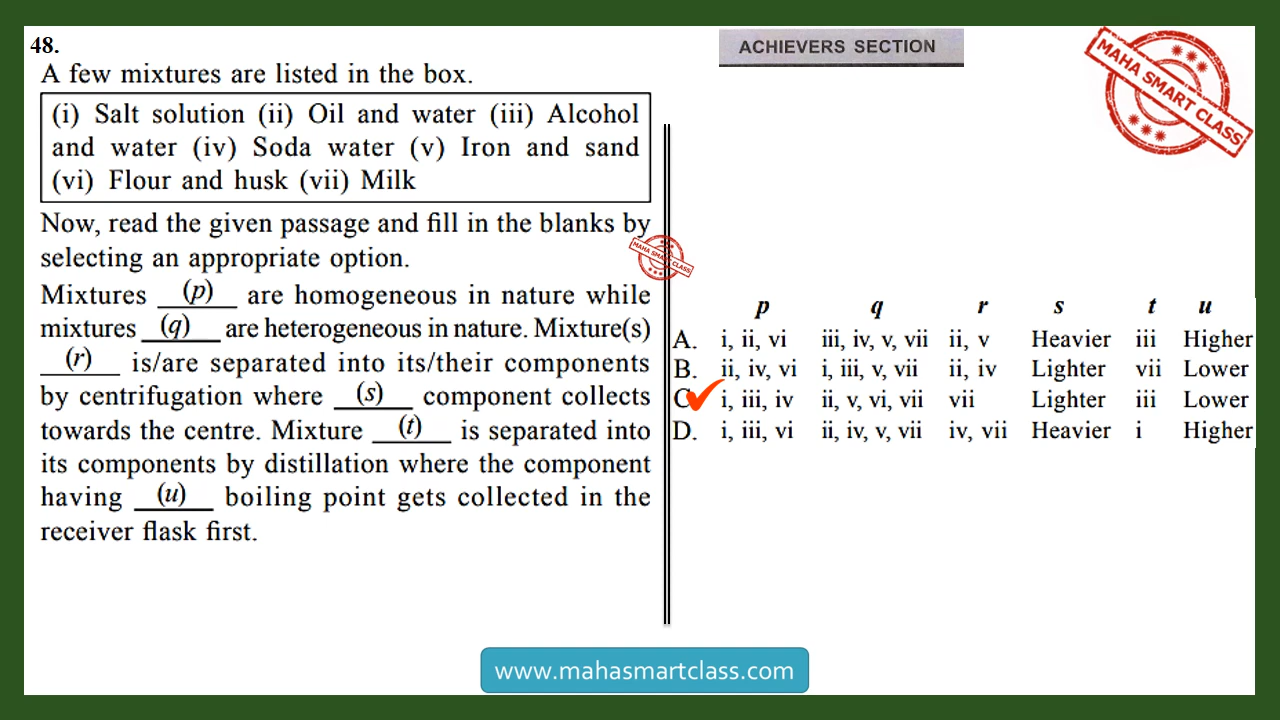 48.
ACHIEVERS SECTION
MAHA SMART CLASS
A few mixtures are listed in the box.
(i) Salt solution (ii) Oil and water (iii) Alcohol
and water (iv) Soda water (v) Iron and sand
(vi) Flour and husk (vii) Milk
Now, read the given passage and fill in the blanks by
selecting an appropriate option.
MAHA SMART CLASS
Mixtures (p) are homogeneous in nature while
mixtures (q) are heterogeneous in nature. Mixture(s)
(r) is/are separated into its/their components
by centrifugation where (s) component collects
towards the centre. Mixture (t) is separated into
its components by distillation where the component
having (u) boiling point gets collected in the
receiver flask first.
p q r s t u
A. i, ii, vi iii, iv, v, vii ii, v Heavier iii Higher
B. ii, iv, vi i, iii, v, vii ii, iv Lighter vii Lower
C. i, iii, iv ii, v, vi, vii vii Lighter iii Lower
D. i, iii, vi ii, iv, v, vii iv, vii Heavier i Higher
www.mahasmartclass.com